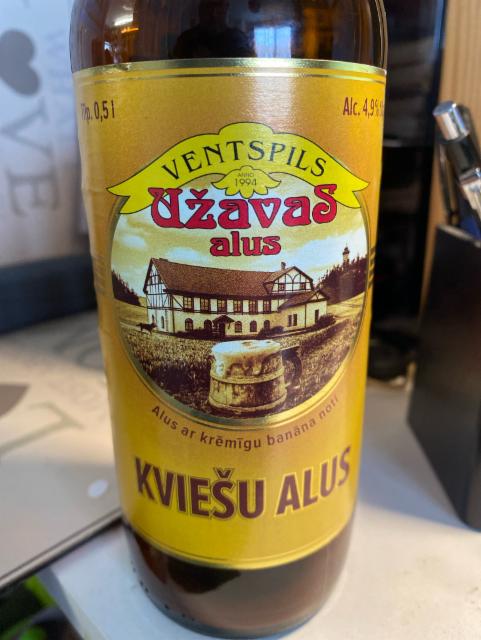 Tilp. 0,5 l
Alc. 4,9%
VENTSPILS
ANNO
1994
Užavas
alus
Alus ar krēmīgu banāna noti
KVIEŠU ALUS